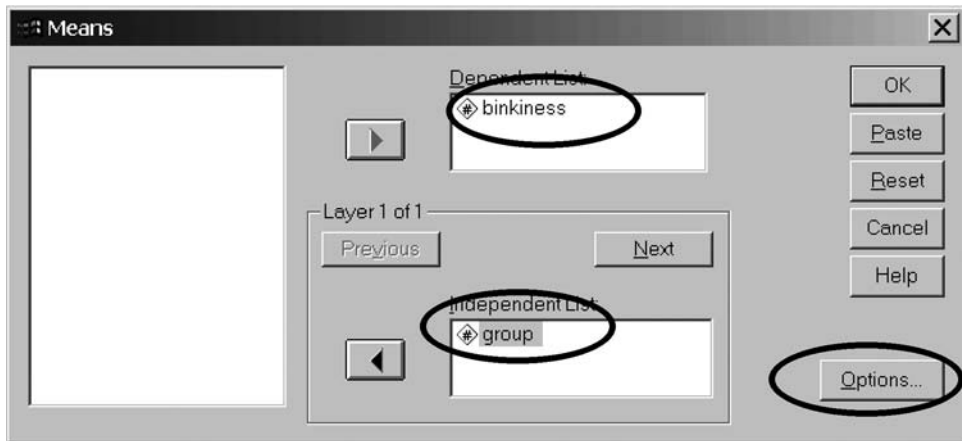 Means
Dependent List:
# binkiness
Layer 1 of 1
Previous
Next
Independent List:
# group
OK
Paste
Reset
Cancel
Help
Options...